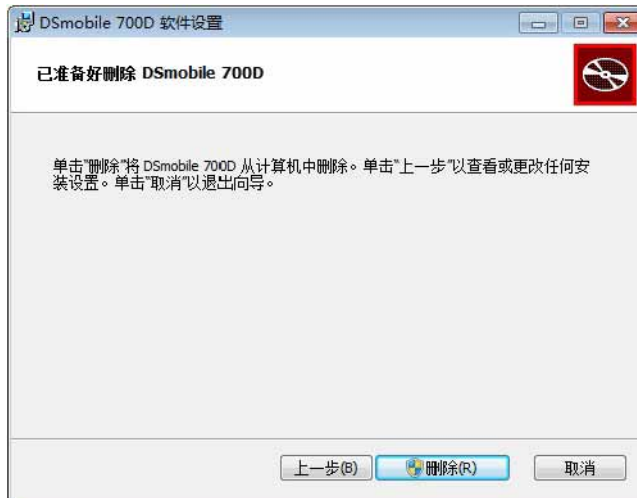 DSmobile 700D 软件设置
已准备好删除 DSmobile 700D
单击"删除"将 DSmobile 700D 从计算机中删除。单击"上一步"以查看或更改任何安
装设置。单击"取消"以退出向导。
上一步(B) 删除(R) 取消